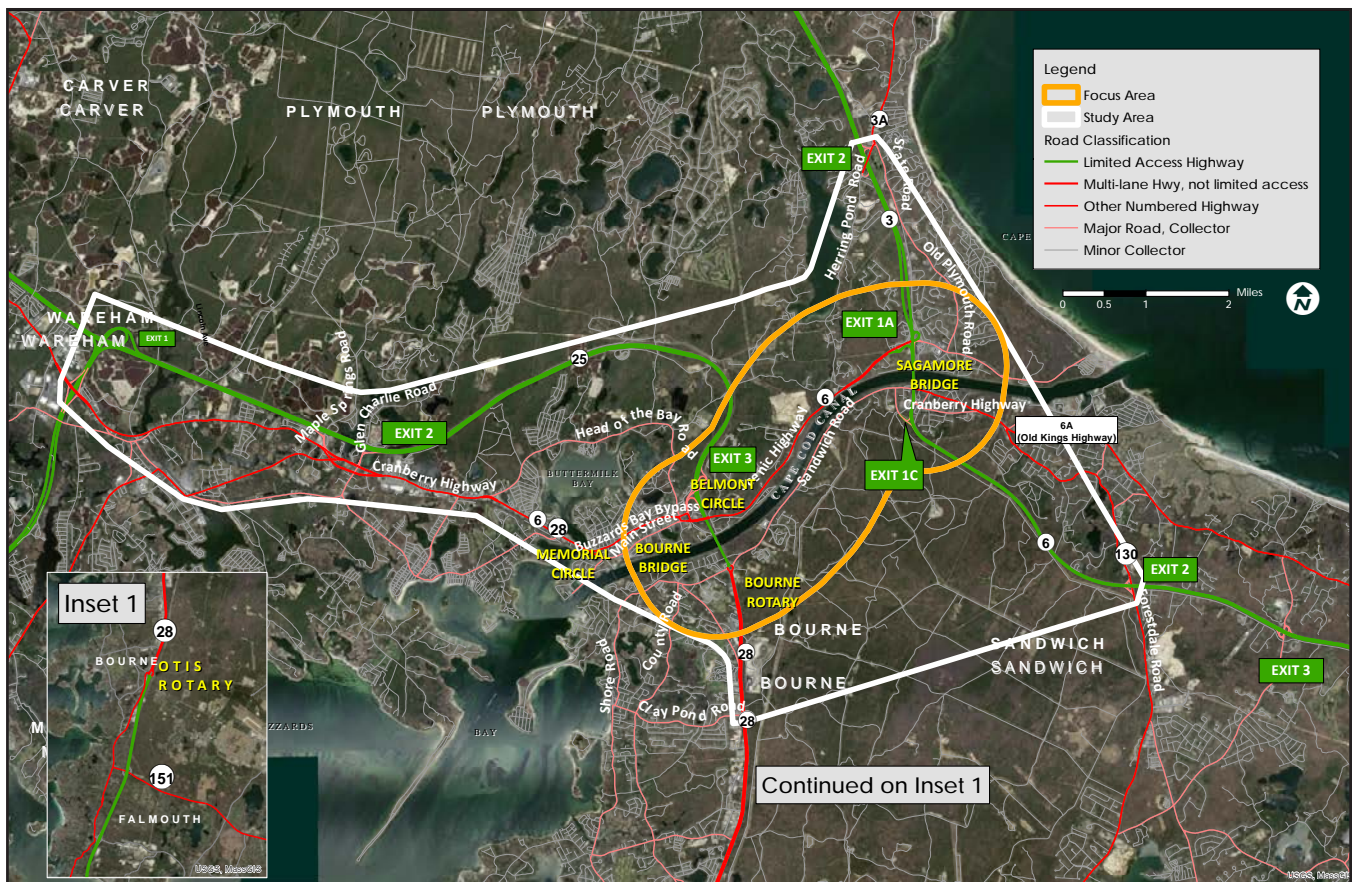 CARVER
CARVER
PLYMOUTH
PLYMOUTH
3A
EXIT 2
State Road
Herring Pond Road
3
Old Plymouth Road
CAPE
Legend
Focus Area
Study Area
Road Classification
Limited Access Highway
Multi-lane Hwy, not limited access
Other Numbered Highway
Major Road, Collector
Minor Collector
0 0.5 1 2 Miles
N
WAREHAM
WAREHAM
EXIT 1
Maple Springs Road
Glen Charlie Road
25
EXIT 2
Head of the Bay Road
Cranberry Highway
BUTTERMILK
BAY
6
28
Buzzards Bay Bypass
Main Street
MEMORIAL
CIRCLE
BOURNE
BRIDGE
EXIT 3
BELMONT
CIRCLE
enic Highway
6
CAPE COD CANAL
Sandwich Road
EXIT 1A
SAGAMORE
BRIDGE
Cranberry Highway
EXIT 1C
6A
(Old Kings Highway)
6
130
EXIT 2
Forestdale Road
EXIT 3
BOURNE
ROTARY
BOURNE
BOURNE
SANDWICH
SANDWICH
28
28
County Road
Shore Road
Clay Pond Road
ZZARDS
BAY
Continued on Inset 1
M
Inset 1
28
BOURNE
OTIS
ROTARY
151
FALMOUTH
USGS, MassGIS
USGS, MassGI